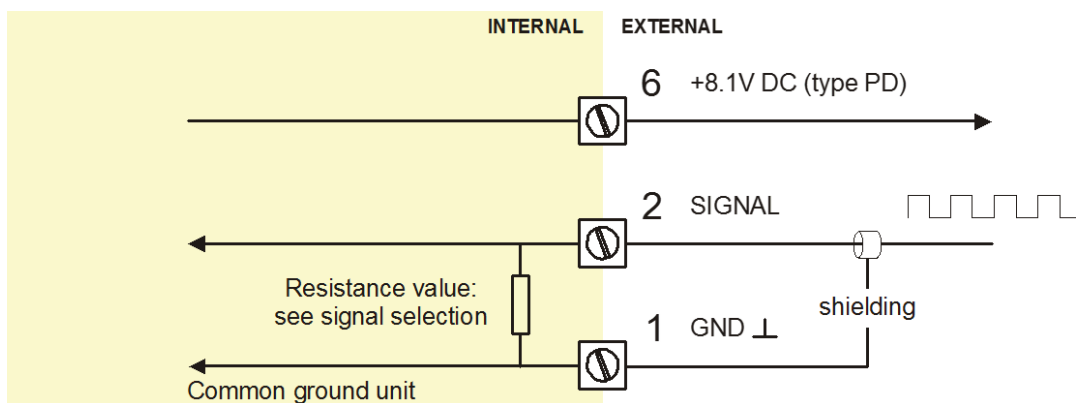 INTERNAL EXTERNAL
6 +8.1V DC (type PD)
2 SIGNAL
Resistance value:
see signal selection
shielding
1 GND ⊥
Common ground unit